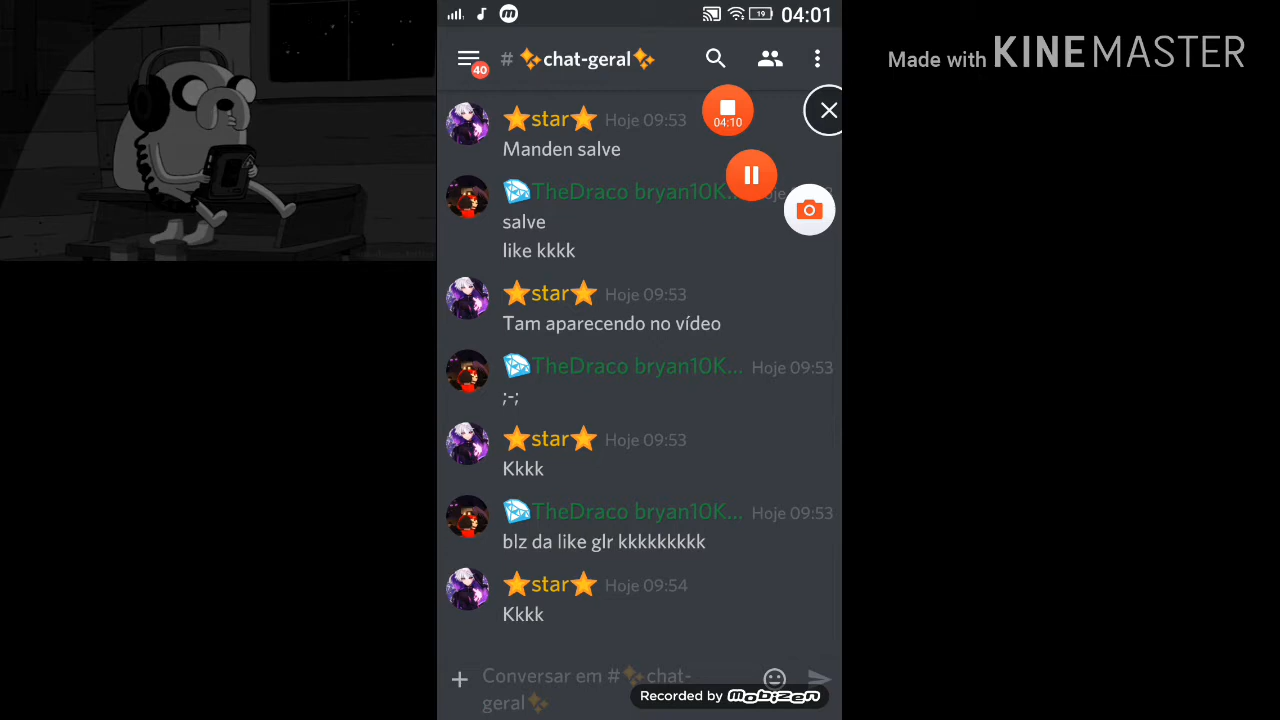 19 04:01
40 # ✨chat-geral✨
Made with KINEMASTER
⭐star⭐ Hoje 09:53
Manden salve
04:10
💎TheDraco bryan10K...
salve
like kkkk
⭐star⭐ Hoje 09:53
Tam aparecendo no vídeo
💎TheDraco bryan10K... Hoje 09:53
;-;
⭐star⭐ Hoje 09:53
Kkkk
💎TheDraco bryan10K... Hoje 09:53
blz da like glr kkkkkkkkk
⭐star⭐ Hoje 09:54
Kkkk
Conversar em #✨chat-
geral✨
Recorded by mobizen